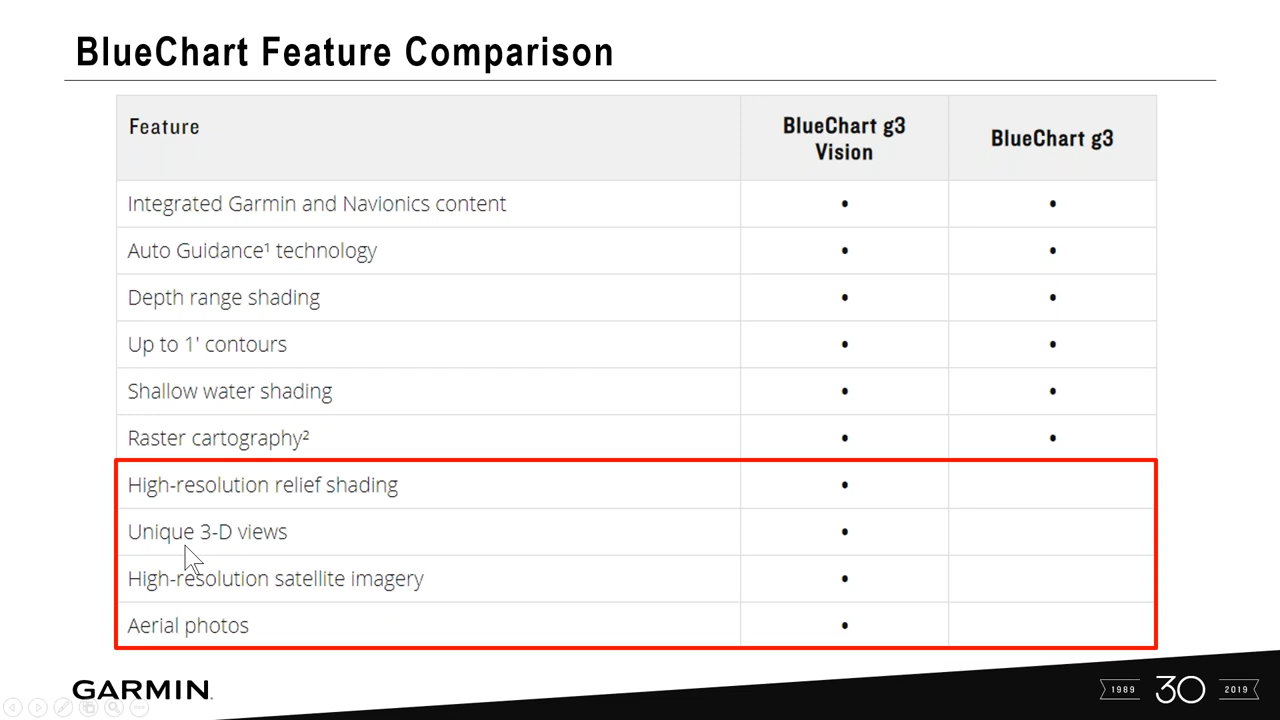 BlueChart Feature Comparison
Feature
BlueChart g3
Vision
BlueChart g3
Integrated Garmin and Navionics content • •
Auto Guidance¹ technology • •
Depth range shading • •
Up to 1' contours • •
Shallow water shading • •
Raster cartography² • •
High-resolution relief shading •
Unique 3-D views •
High-resolution satellite imagery •
Aerial photos •
GARMIN.
1989 30 2019